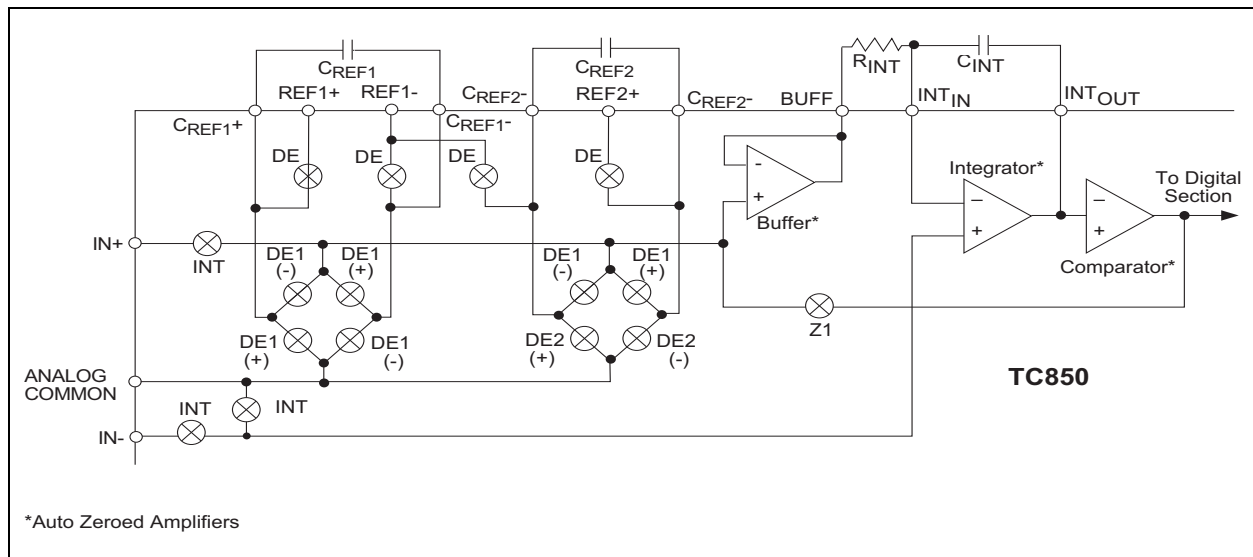 CREF1
CREF2
RINT
CINT
REF1+
REF1-
CREF2-
REF2+
CREF2-
BUFF
INTIN
INTOUT
CREF1+
CREF1-
DE
DE
DE
DE
-
+
Buffer*
Integrator*
−
+
−
+
Comparator*
To Digital
Section
IN+
INT
DE1
(-)
DE1
(+)
DE1
(-)
DE1
(+)
DE1
(+)
DE1
(-)
DE2
(+)
DE2
(-)
Z1
ANALOG
COMMON
TC850
INT
INT
IN-
*Auto Zeroed Amplifiers